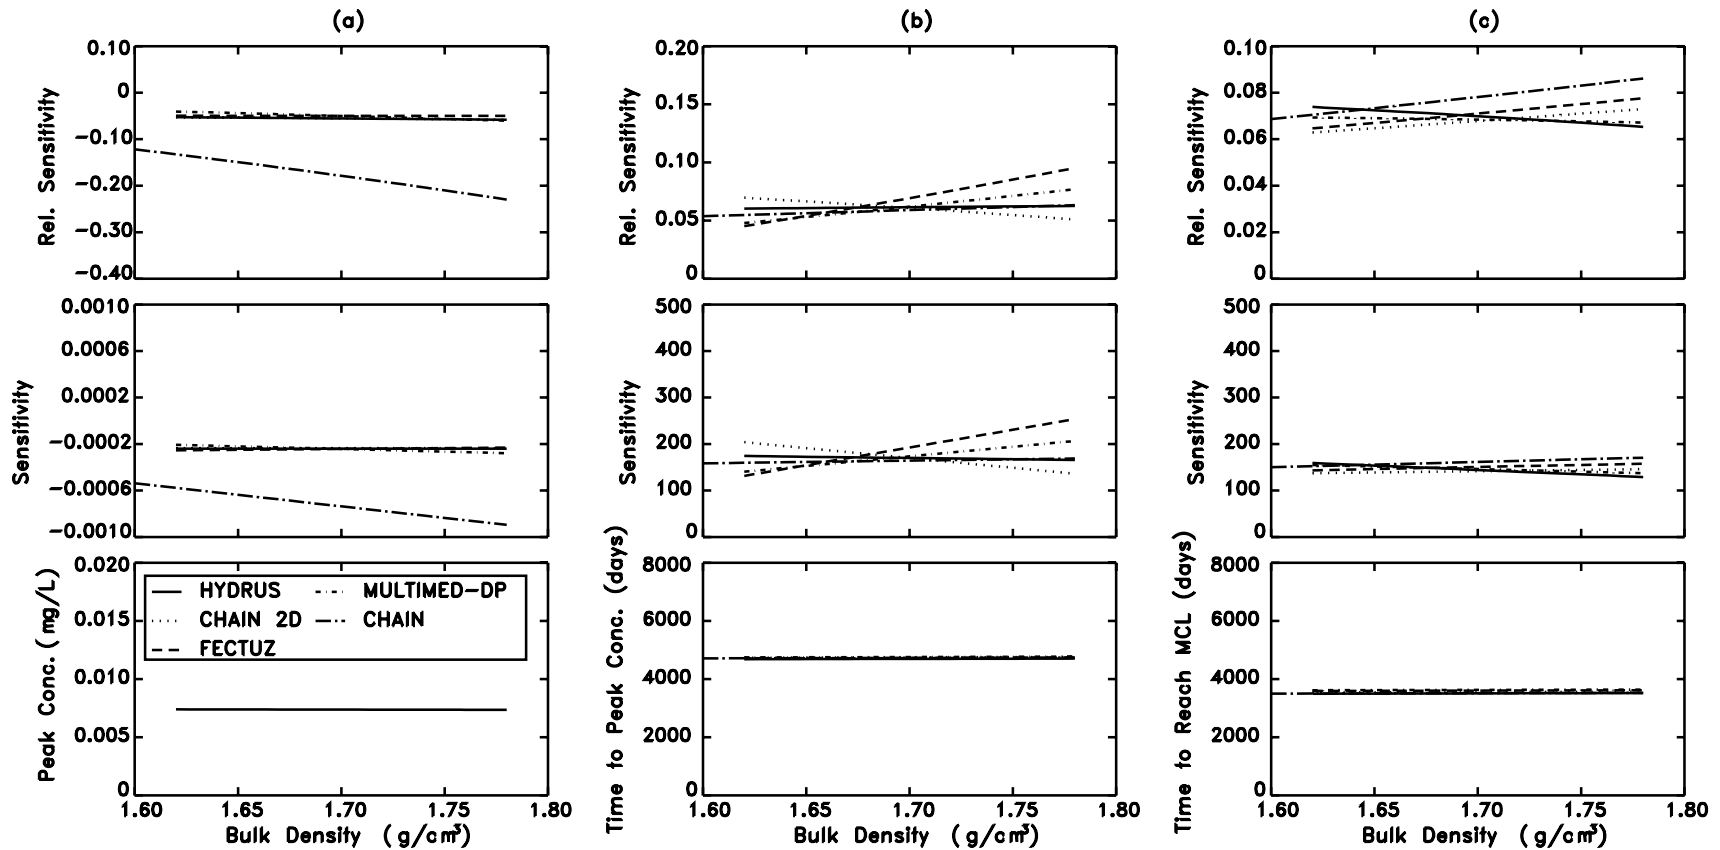 (a) (b) (c)
0.10
0
-0.10
-0.20
-0.30
-0.40
Rel. Sensitivity
0.20
0.15
0.10
0.05
0
Rel. Sensitivity
0.10
0.08
0.06
0.04
0.02
0
Rel. Sensitivity
0.0010
0.0006
0.0002
-0.0002
-0.0006
-0.0010
Sensitivity
500
400
300
200
100
0
Sensitivity
500
400
300
200
100
0
Sensitivity
0.020
0.015
0.010
0.005
0
Peak Conc. (mg/L)
HYDRUS MULTIMED-DP
CHAIN 2D CHAIN
FECTUZ
1.60 1.65 1.70 1.75 1.80
Bulk Density (g/cm³)
8000
6000
4000
2000
0
Time to Peak Conc. (days)
1.60 1.65 1.70 1.75 1.80
Bulk Density (g/cm³)
8000
6000
4000
2000
0
Time to Reach MCL (days)
1.60 1.65 1.70 1.75 1.80
Bulk Density (g/cm³)